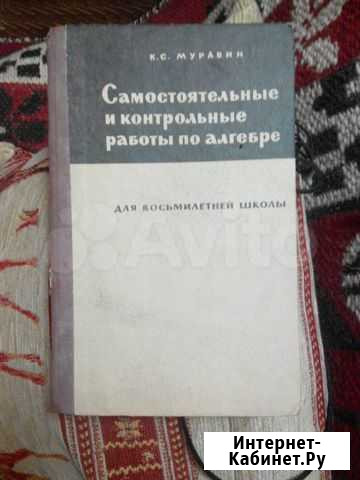 К.С. МУРАВИН
Самостоятельные
и контрольные
работы по алгебре
ДЛЯ ВОСЬМИЛЕТНЕЙ ШКОЛЫ
Avito
Интернет-
Кабинет.Ру